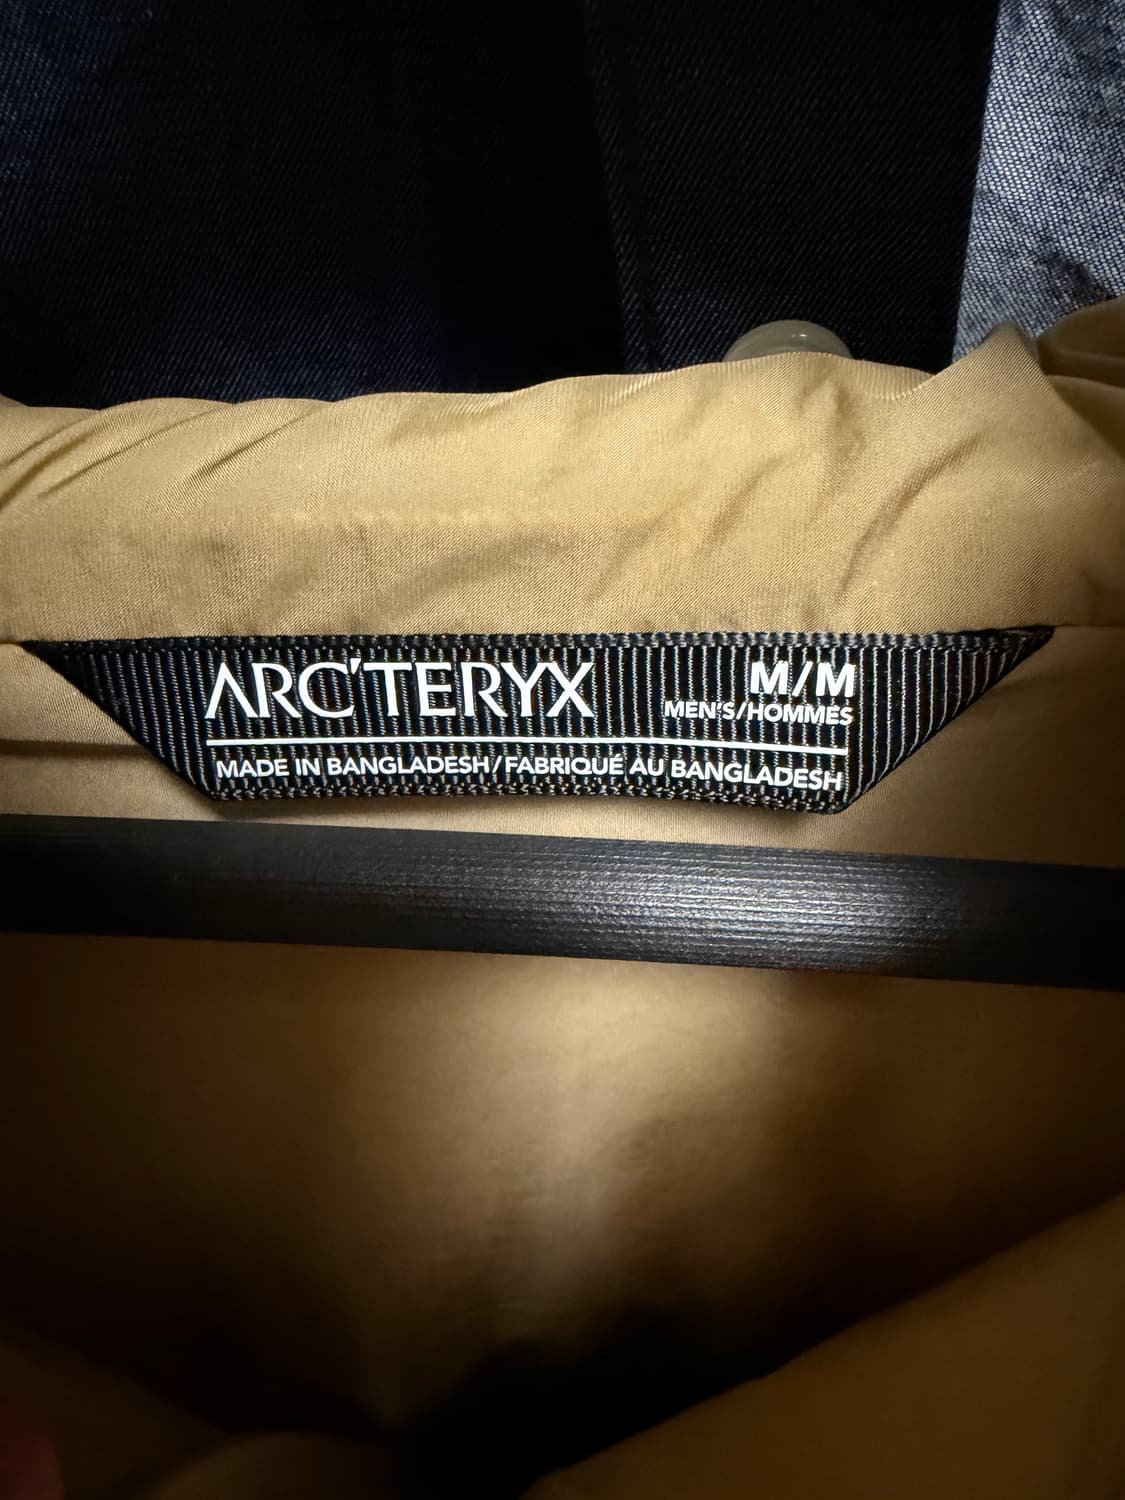 ARC'TERYX
M/M
MEN'S/HOMMES
MADE IN BANGLADESH/FABRIQUÉ AU BANGLADESH